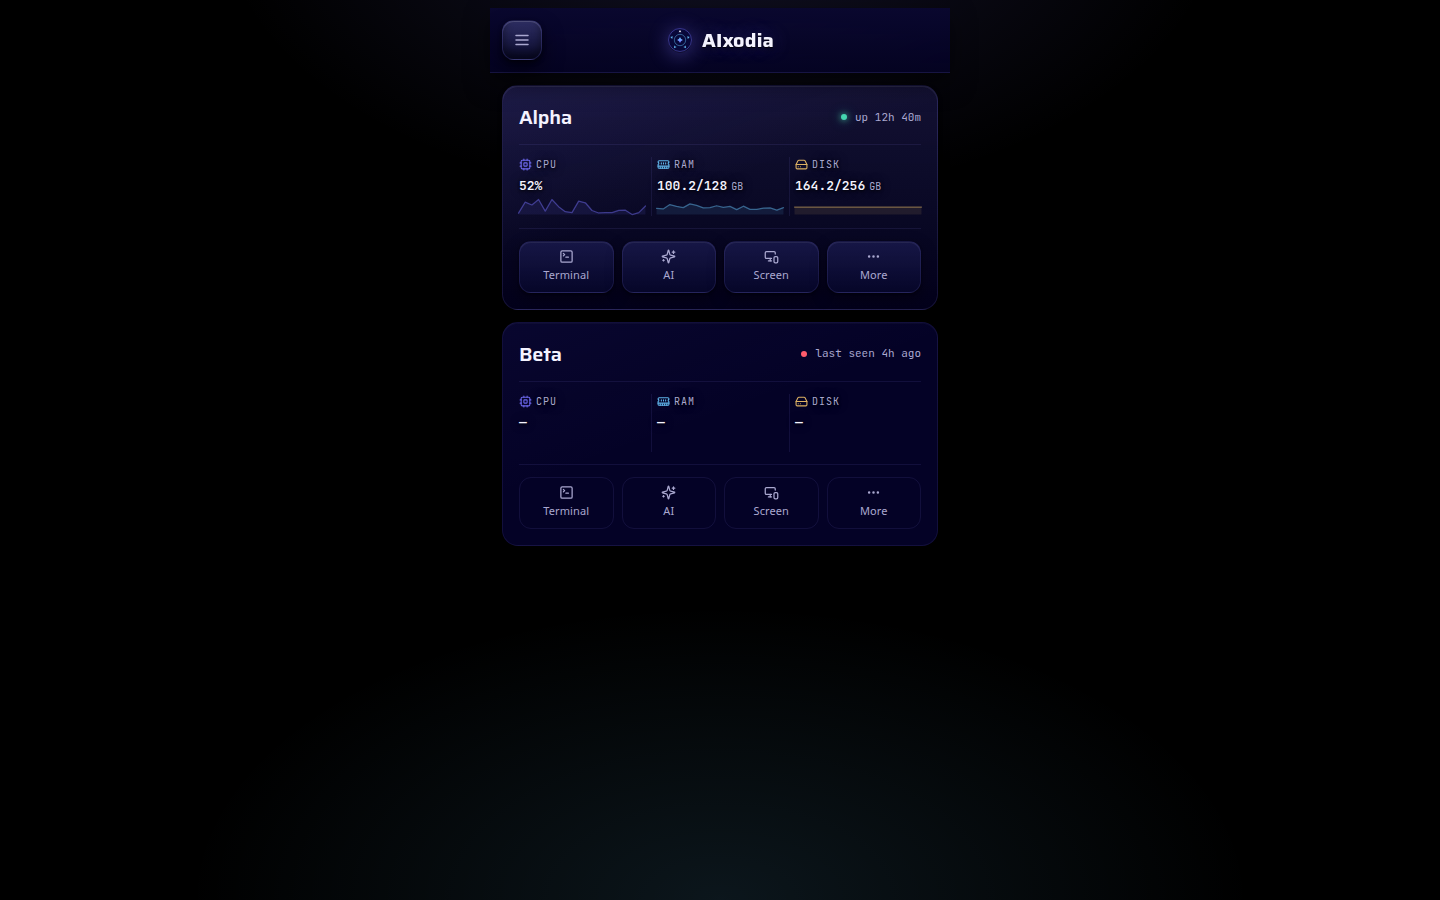 AIxodia
Alpha
up 12h 40m
CPU RAM DISK
52% 100.2/128 GB 164.2/256 GB
Terminal AI Screen More
Beta
last seen 4h ago
CPU RAM DISK
— — —
Terminal AI Screen More